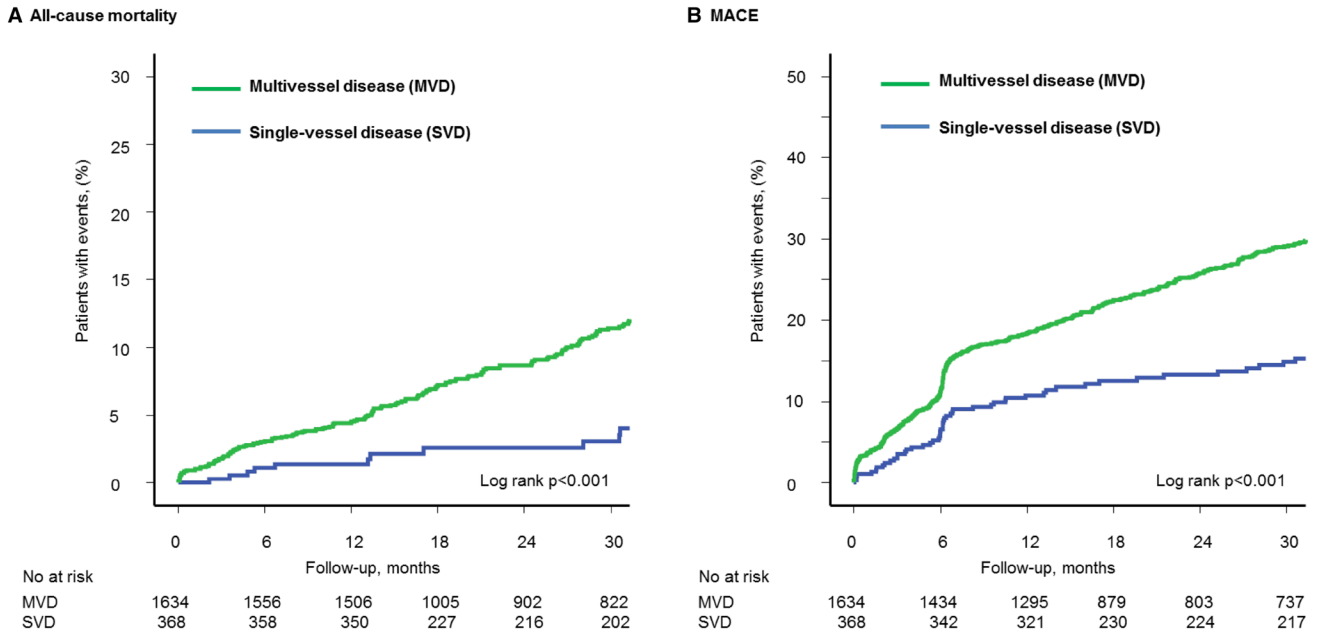 A All-cause mortality
Patients with events, (%)
30
25
20
15
10
5
0
Multivessel disease (MVD)
Single-vessel disease (SVD)
Log rank p<0.001
0 6 12 18 24 30
Follow-up, months
No at risk
MVD 1634 1556 1506 1005 902 822
SVD 368 358 350 227 216 202
B MACE
Patients with events, (%)
50
40
30
20
10
0
Multivessel disease (MVD)
Single-vessel disease (SVD)
Log rank p<0.001
0 6 12 18 24 30
Follow-up, months
No at risk
MVD 1634 1434 1295 879 803 737
SVD 368 342 321 230 224 217